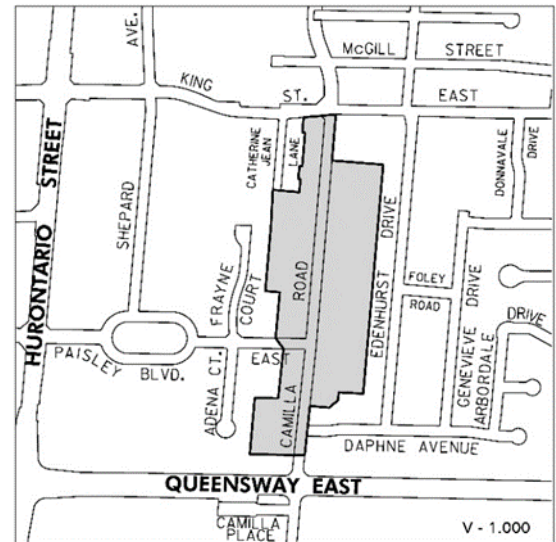 AVE.
McGILL STREET
KING ST. EAST
HURONTARIO STREET
SHEPARD
CATHERINE JEAN LANE
DONNAVALE DRIVE
FRAYNE COURT
ROAD
EDENHURST DRIVE
FOLEY ROAD
GENEVIEVE DRIVE
ARBORDALE DRIVE
PAISLEY BLVD. EAST
ADENA CT.
CAMILLA
DAPHNE AVENUE
QUEENSWAY EAST
CAMILLA PLACE
V - 1.000